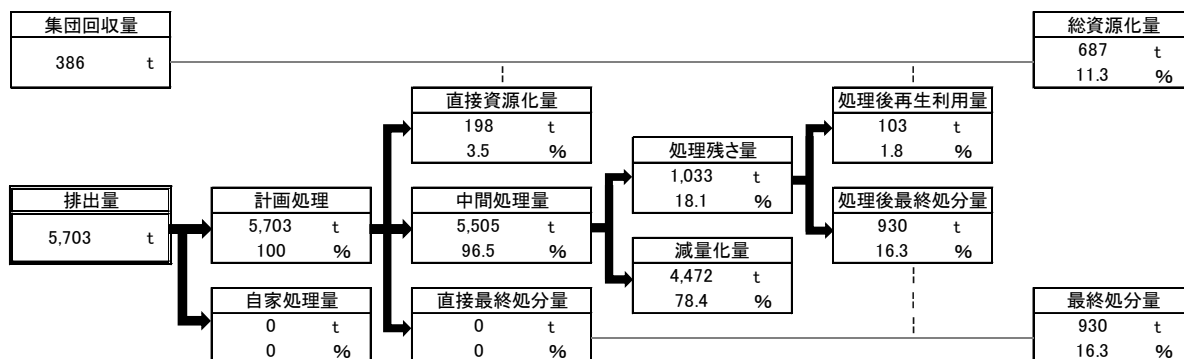 集団回収量
386 t
総資源化量
687 t
11.3 %
直接資源化量
198 t
3.5 %
処理後再生利用量
103 t
1.8 %
処理残さ量
1,033 t
18.1 %
排出量
5,703 t
計画処理
5,703 t
100 %
中間処理量
5,505 t
96.5 %
処理後最終処分量
930 t
16.3 %
減量化量
4,472 t
78.4 %
自家処理量
0 t
0 %
直接最終処分量
0 t
0 %
最終処分量
930 t
16.3 %